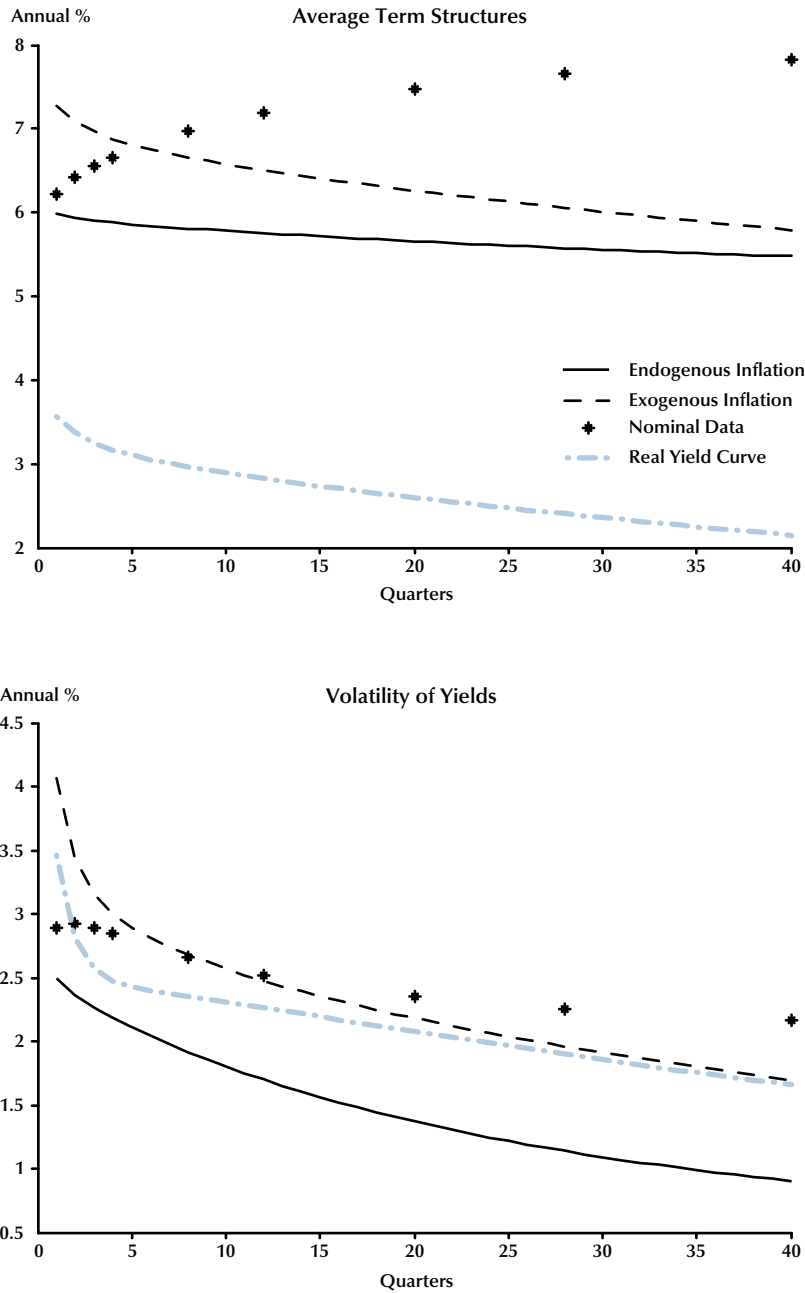 Average Term Structures
Annual %
8
7
6
5
4
3
2
Endogenous Inflation
Exogenous Inflation
Nominal Data
Real Yield Curve
0 5 10 15 20 25 30 35 40
Quarters
Volatility of Yields
Annual %
4.5
4
3.5
3
2.5
2
1.5
1
0.5
0 5 10 15 20 25 30 35 40
Quarters